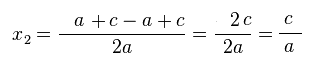 x₂ = (a + c − a + c)/(2a) = (2c)/(2a) = c/a